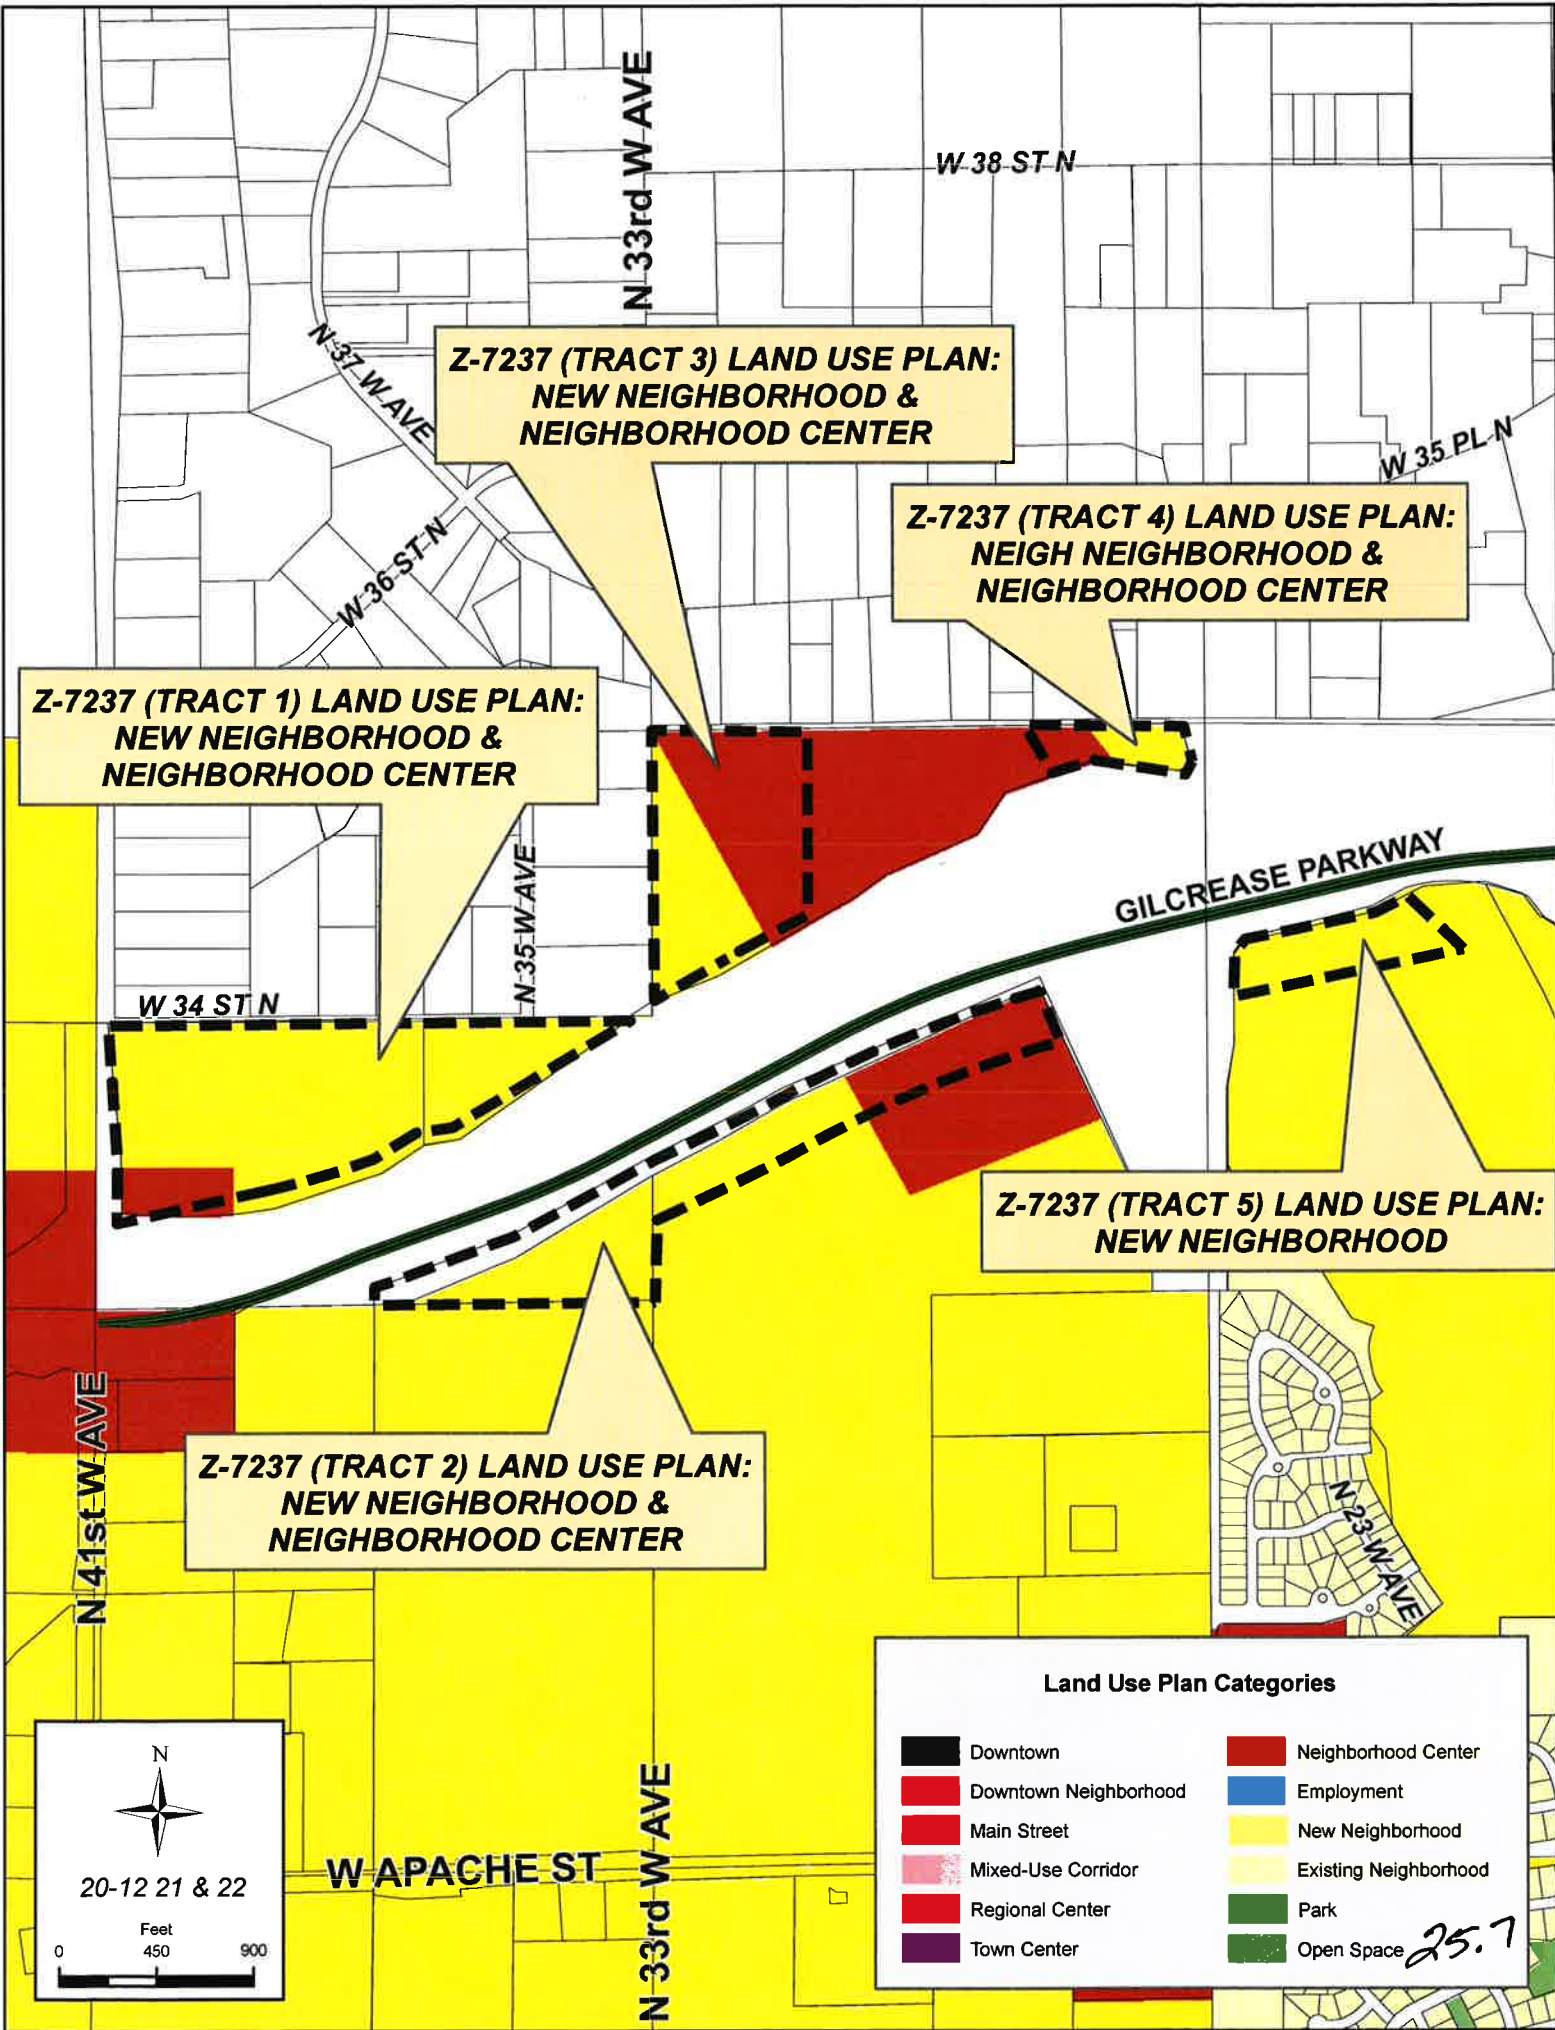 N 33rd W AVE
W 38 ST N
N 37 W AVE
Z-7237 (TRACT 3) LAND USE PLAN:
NEW NEIGHBORHOOD &
NEIGHBORHOOD CENTER
W 35 PL N
Z-7237 (TRACT 4) LAND USE PLAN:
NEIGH NEIGHBORHOOD &
NEIGHBORHOOD CENTER
W 36 ST N
Z-7237 (TRACT 1) LAND USE PLAN:
NEW NEIGHBORHOOD &
NEIGHBORHOOD CENTER
N 35 W AVE
GILCREASE PARKWAY
W 34 ST N
Z-7237 (TRACT 5) LAND USE PLAN:
NEW NEIGHBORHOOD
N 41st W AVE
Z-7237 (TRACT 2) LAND USE PLAN:
NEW NEIGHBORHOOD &
NEIGHBORHOOD CENTER
N 23 W AVE
Land Use Plan Categories
Downtown
Downtown Neighborhood
Main Street
Mixed-Use Corridor
Regional Center
Town Center
Neighborhood Center
Employment
New Neighborhood
Existing Neighborhood
Park
Open Space
25.7
N
20-12 21 & 22
Feet
0 450 900
W APACHE ST
N 33rd W AVE